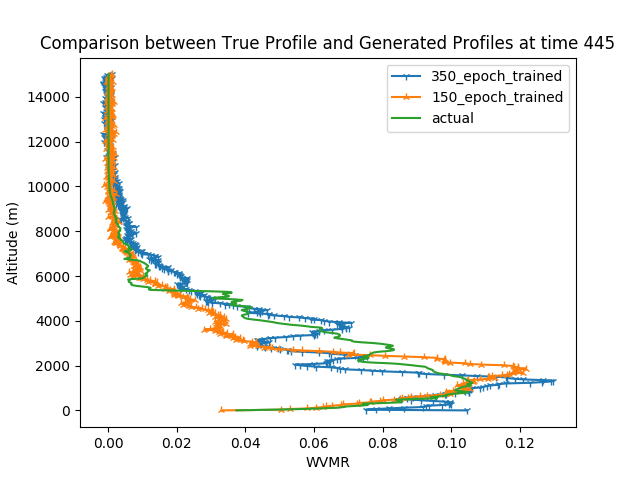 Comparison between True Profile and Generated Profiles at time 445
350_epoch_trained
150_epoch_trained
actual
Altitude (m)
14000
12000
10000
8000
6000
4000
2000
0
0.00 0.02 0.04 0.06 0.08 0.10 0.12
WVMR